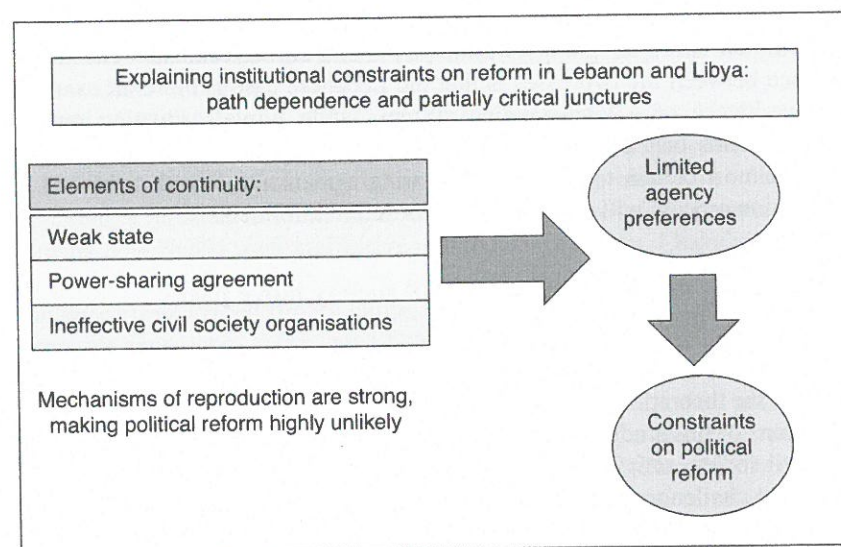 Explaining institutional constraints on reform in Lebanon and Libya:
path dependence and partially critical junctures
Elements of continuity:
Weak state
Power-sharing agreement
Ineffective civil society organisations
Mechanisms of reproduction are strong,
making political reform highly unlikely
Limited
agency
preferences
Constraints
on political
reform